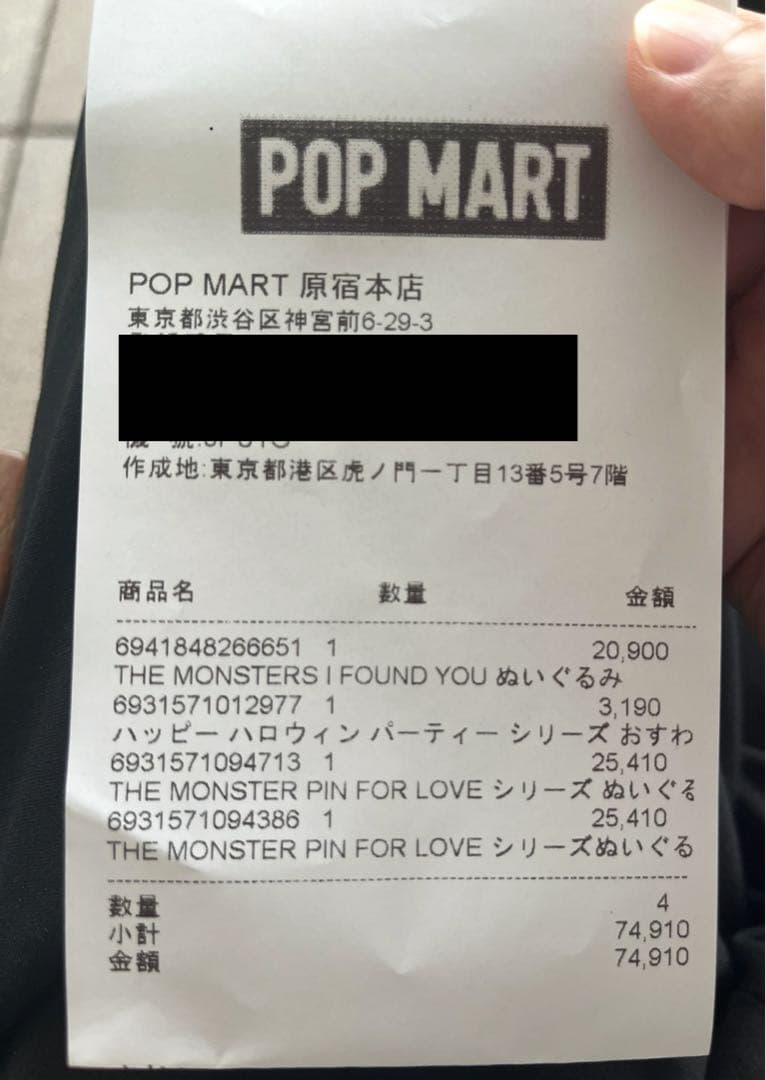 POP MART
POP MART 原宿本店
東京都渋谷区神宮前6-29-3
作成地:東京都港区虎ノ門一丁目13番5号7階
商品名 数量 金額
6941848266651 1 20,900
THE MONSTERS I FOUND YOU ぬいぐるみ
6931571012977 1 3,190
ハッピー ハロウィン パーティー シリーズ おすわ
6931571094713 1 25,410
THE MONSTER PIN FOR LOVE シリーズ ぬいぐる
6931571094386 1 25,410
THE MONSTER PIN FOR LOVE シリーズぬいぐる
数量 4
小計 74,910
金額 74,910